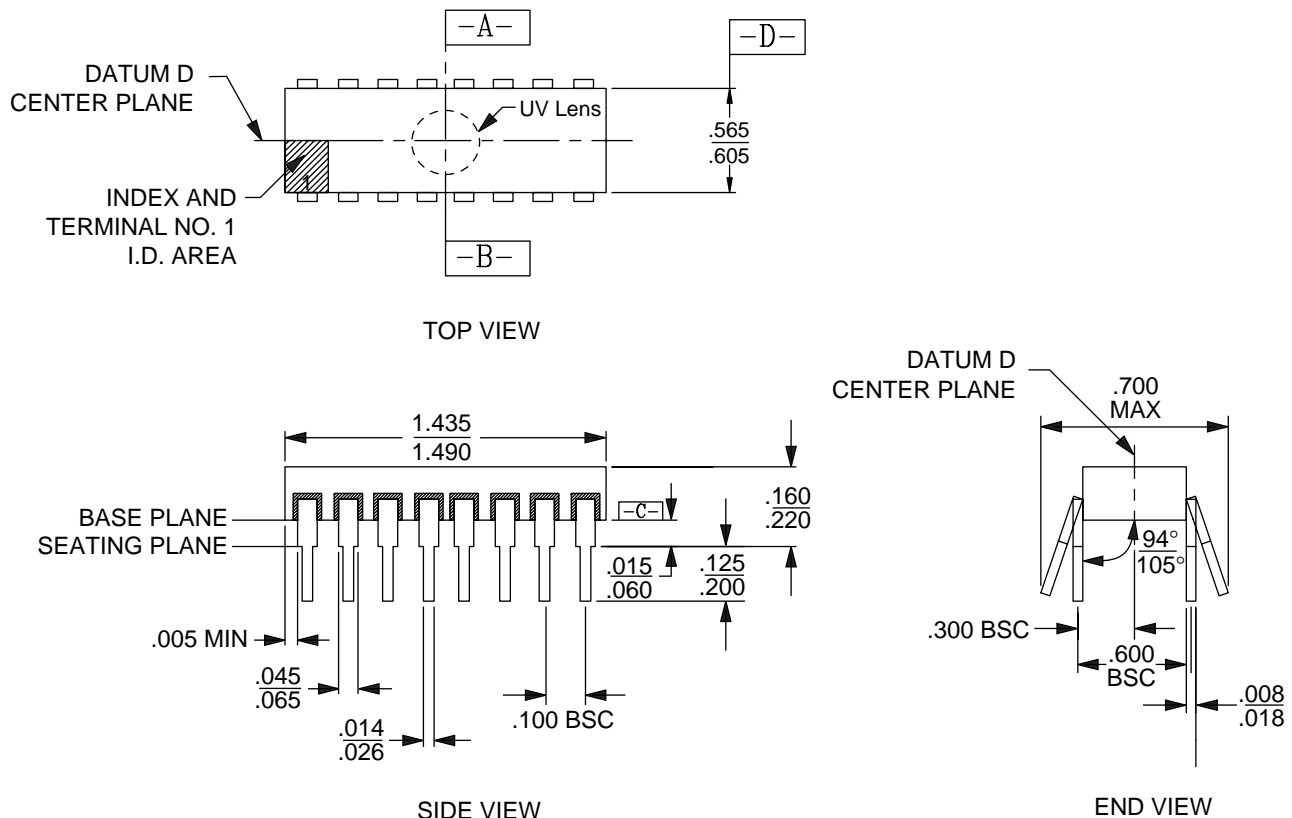 -A-
-D-
DATUM D
CENTER PLANE
UV Lens
.565
.605
1
INDEX AND
TERMINAL NO. 1
I.D. AREA
-B-
TOP VIEW
DATUM D
CENTER PLANE
.700
MAX
1.435
1.490
.160
.220
BASE PLANE
-C-
SEATING PLANE
94°
105°
.015
.060
.125
.200
.005 MIN
.300 BSC
.045
.065
.100 BSC
.600
BSC
.014
.026
.008
.018
SIDE VIEW
END VIEW